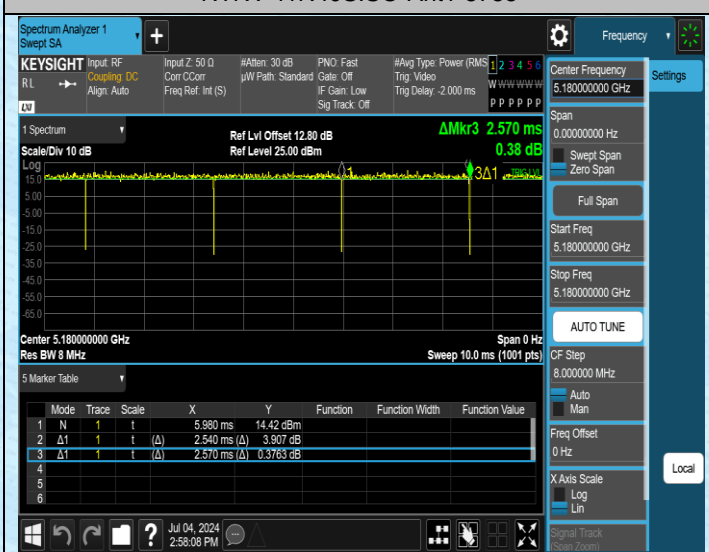 Spectrum Analyzer 1
Swept SA
Frequency
KEYSIGHT
RL
LXI
Input: RF
Coupling: DC
Align: Auto
Input Z: 50 Ω
Corr CCorr
Freq Ref: Int (S)
#Atten: 30 dB
µW Path: Standard
PNO: Fast
Gate: Off
IF Gain: Low
Sig Track: Off
#Avg Type: Power (RMS
Trig: Video
Trig Delay: -2.000 ms
1 2 3 4 5 6
W W W W W W
P P P P P P
Center Frequency
5.180000000 GHz
Settings
Span
0.00000000 Hz
Swept Span
Zero Span
Full Span
Start Freq
5.180000000 GHz
Stop Freq
5.180000000 GHz
AUTO TUNE
CF Step
8.000000 MHz
Auto
Man
Freq Offset
0 Hz
X Axis Scale
Log
Lin
Signal Track
(Span Zoom)
Local
1 Spectrum
Scale/Div 10 dB
Ref Lvl Offset 12.80 dB
Ref Level 25.00 dBm
ΔMkr3 2.570 ms
0.38 dB
Log
15.0
5.00
-5.00
-15.0
-25.0
-35.0
-45.0
-55.0
-65.0
1
3Δ1
TRIG LVL
Center 5.180000000 GHz
Span 0 Hz
Res BW 8 MHz
Sweep 10.0 ms (1001 pts)
5 Marker Table
Mode Trace Scale X Y Function Function Width Function Value
1 N 1 t 5.980 ms 14.42 dBm
2 Δ1 1 t (Δ) 2.540 ms (Δ) 3.907 dB
3 Δ1 1 t (Δ) 2.570 ms (Δ) 0.3763 dB
4
5
6
Jul 04, 2024
2:58:08 PM